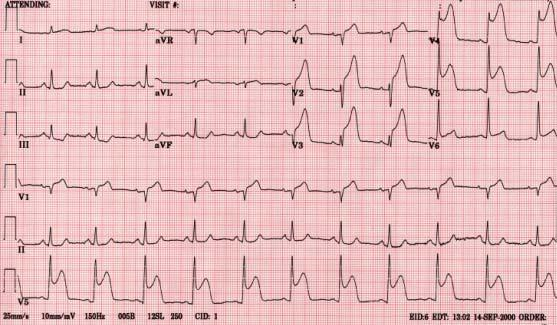 ATTENDING: VISIT #: :
I aVR V1 V4
II aVL V2 V5
III aVF V3 V6
V1
II
V5
25mm/s 10mm/mV 150Hz 005B 12SL 250 CID: 1 EID:6 EDT: 13:02 14-SEP-2000 ORDER: